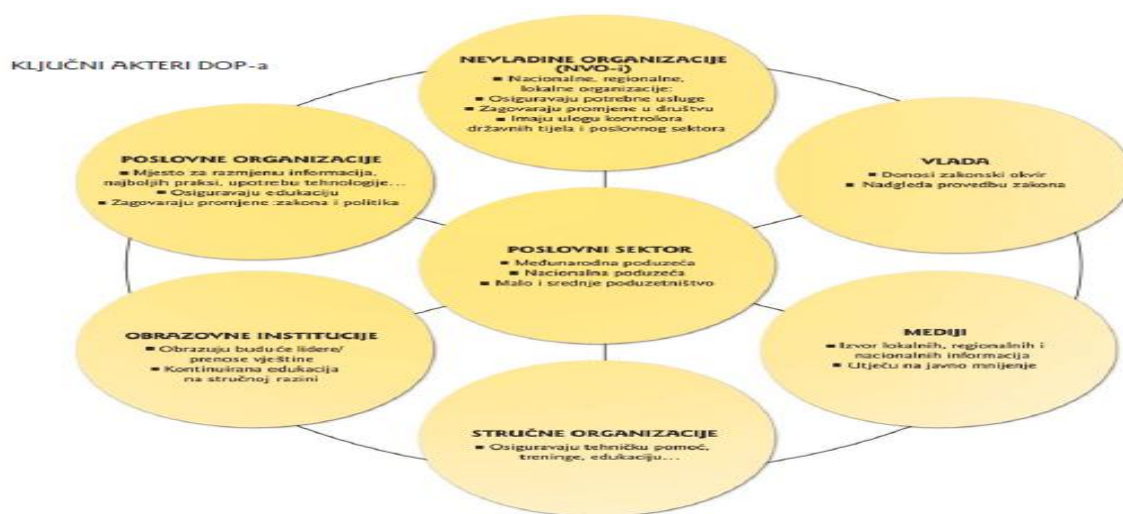 KLJUČNI AKTERI DOP-a
NEVLADINE ORGANIZACIJE
(NVO-i)
▪ Nacionalne, regionalne,
lokalne organizacije:
▪ Osiguravaju potrebne usluge
▪ Zagovaraju promjene u društvu
▪ Imaju ulogu kontrolora
državnih tijela i poslovnog sektora
POSLOVNE ORGANIZACIJE
▪ Mjesto za razmjenu informacija,
najboljih praksi, upotrebu tehnologije...
▪ Osiguravaju edukaciju
▪ Zagovaraju promjene zakona i politika
VLADA
▪ Donosi zakonski okvir
▪ Nadgleda provedbu zakona
POSLOVNI SEKTOR
▪ Međunarodna poduzeća
▪ Nacionalna poduzeća
▪ Malo i srednje poduzetništvo
OBRAZOVNE INSTITUCIJE
▪ Obrazuju buduće lidere/
prenose vještine
▪ Kontinuirana edukacija
na stručnoj razini
MEDIJI
▪ Izvor lokalnih, regionalnih i
nacionalnih informacija
▪ Utječu na javno mnijenje
STRUČNE ORGANIZACIJE
▪ Osiguravaju tehničku pomoć,
treninge, edukaciju...